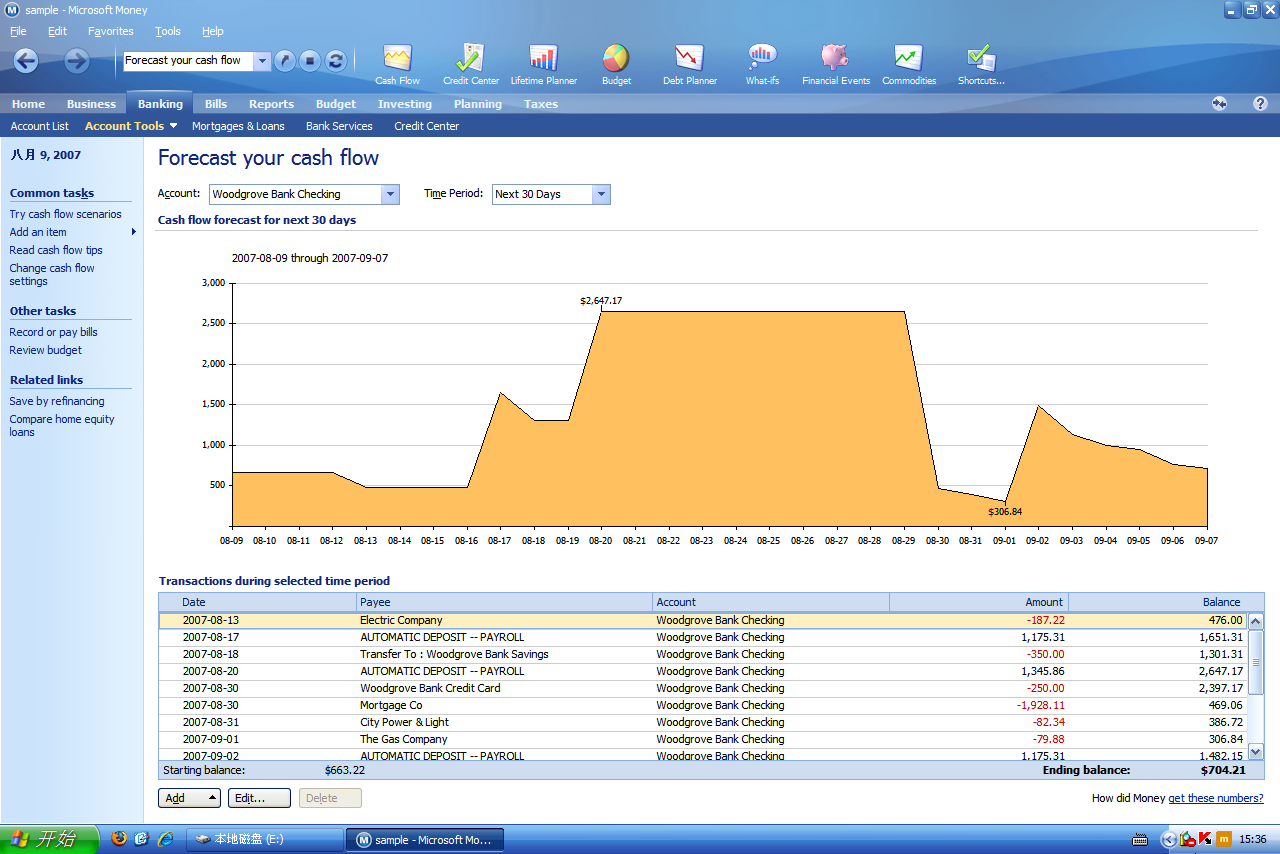 sample - Microsoft Money
File Edit Favorites Tools Help
Forecast your cash flow
Cash Flow Credit Center Lifetime Planner Budget Debt Planner What-ifs Financial Events Commodities Shortcuts...
Home Business Banking Bills Reports Budget Investing Planning Taxes
Account List Account Tools Mortgages & Loans Bank Services Credit Center
八月 9, 2007
Common tasks
Try cash flow scenarios
Add an item
Read cash flow tips
Change cash flow
settings
Other tasks
Record or pay bills
Review budget
Related links
Save by refinancing
Compare home equity
loans
Forecast your cash flow
Account: Woodgrove Bank Checking Time Period: Next 30 Days
Cash flow forecast for next 30 days
2007-08-09 through 2007-09-07
3,000
$2,647.17
2,500
2,000
1,500
1,000
500
$306.84
08-09 08-10 08-11 08-12 08-13 08-14 08-15 08-16 08-17 08-18 08-19 08-20 08-21 08-22 08-23 08-24 08-25 08-26 08-27 08-28 08-29 08-30 08-31 09-01 09-02 09-03 09-04 09-05 09-06 09-07
Transactions during selected time period
Date Payee Account Amount Balance
2007-08-13 Electric Company Woodgrove Bank Checking -187.22 476.00
2007-08-17 AUTOMATIC DEPOSIT -- PAYROLL Woodgrove Bank Checking 1,175.31 1,651.31
2007-08-18 Transfer To : Woodgrove Bank Savings Woodgrove Bank Checking -350.00 1,301.31
2007-08-20 AUTOMATIC DEPOSIT -- PAYROLL Woodgrove Bank Checking 1,345.86 2,647.17
2007-08-30 Woodgrove Bank Credit Card Woodgrove Bank Checking -250.00 2,397.17
2007-08-30 Mortgage Co Woodgrove Bank Checking -1,928.11 469.06
2007-08-31 City Power & Light Woodgrove Bank Checking -82.34 386.72
2007-09-01 The Gas Company Woodgrove Bank Checking -79.88 306.84
2007-09-02 AUTOMATIC DEPOSIT -- PAYROLL Woodgrove Bank Checking 1,175.31 1,482.15
Starting balance: $663.22 Ending balance: $704.21
Add Edit... Delete How did Money get these numbers?
开始 本地磁盘 (E:) sample - Microsoft Mo... 15:36